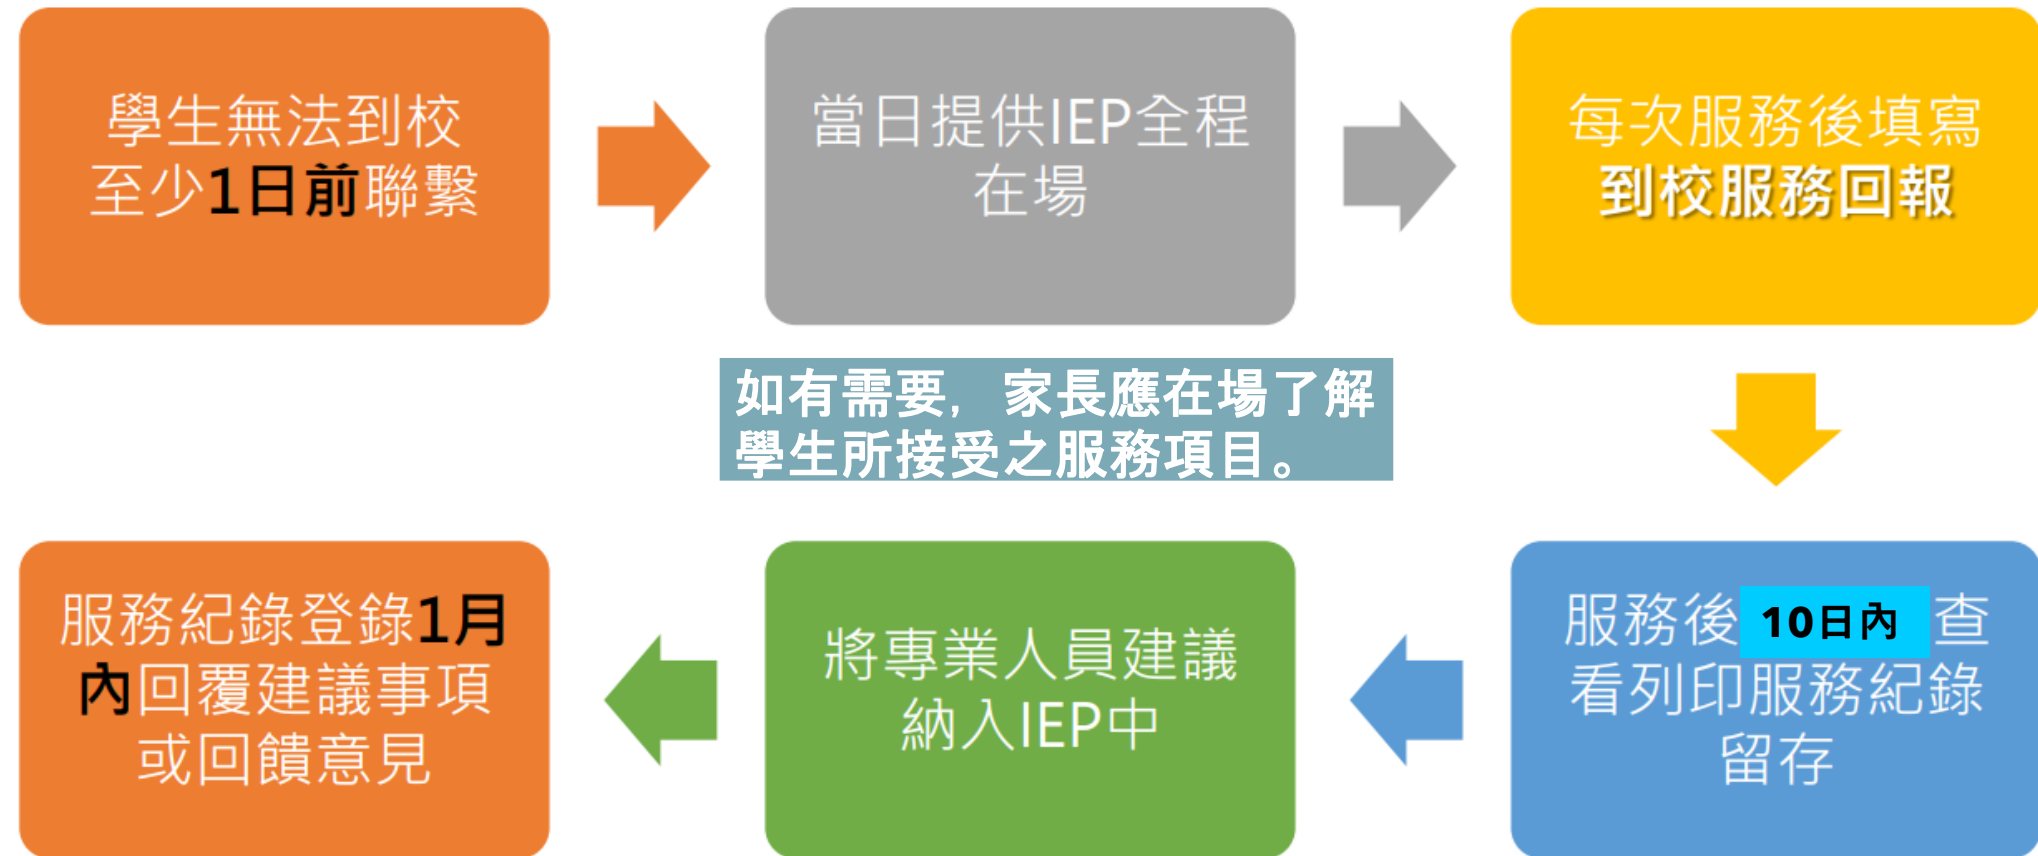 學生無法到校
至少1日前聯繫
當日提供IEP全程
在場
每次服務後填寫
到校服務回報
如有需要，家長應在場了解
學生所接受之服務項目。
服務後10日內查
看列印服務紀錄
留存
將專業人員建議
納入IEP中
服務紀錄登錄1月
內回覆建議事項
或回饋意見